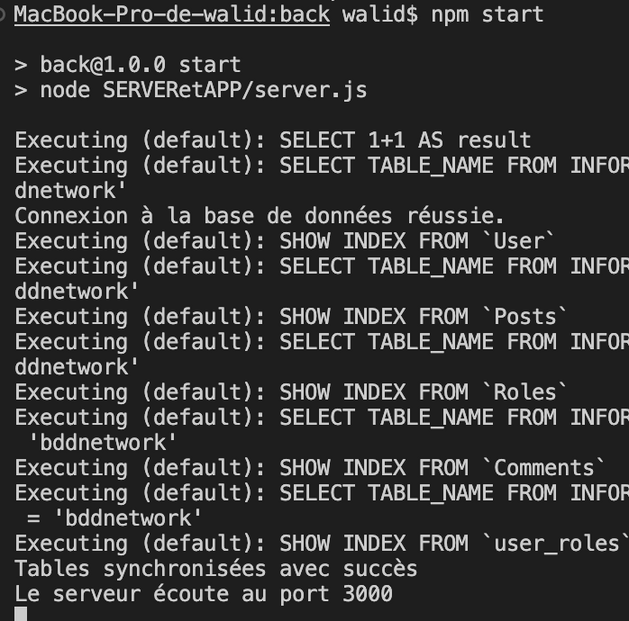 MacBook-Pro-de-walid:back walid$ npm start
> back@1.0.0 start
> node SERVERetAPP/server.js
Executing (default): SELECT 1+1 AS result
Executing (default): SELECT TABLE_NAME FROM INFOR
dnetwork'
Connexion à la base de données réussie.
Executing (default): SHOW INDEX FROM `User`
Executing (default): SELECT TABLE_NAME FROM INFOR
ddnetwork'
Executing (default): SHOW INDEX FROM `Posts`
Executing (default): SELECT TABLE_NAME FROM INFOR
ddnetwork'
Executing (default): SHOW INDEX FROM `Roles`
Executing (default): SELECT TABLE_NAME FROM INFOR
'bddnetwork'
Executing (default): SHOW INDEX FROM `Comments`
Executing (default): SELECT TABLE_NAME FROM INFOR
= 'bddnetwork'
Executing (default): SHOW INDEX FROM `user_roles`
Tables synchronisées avec succès
Le serveur écoute au port 3000